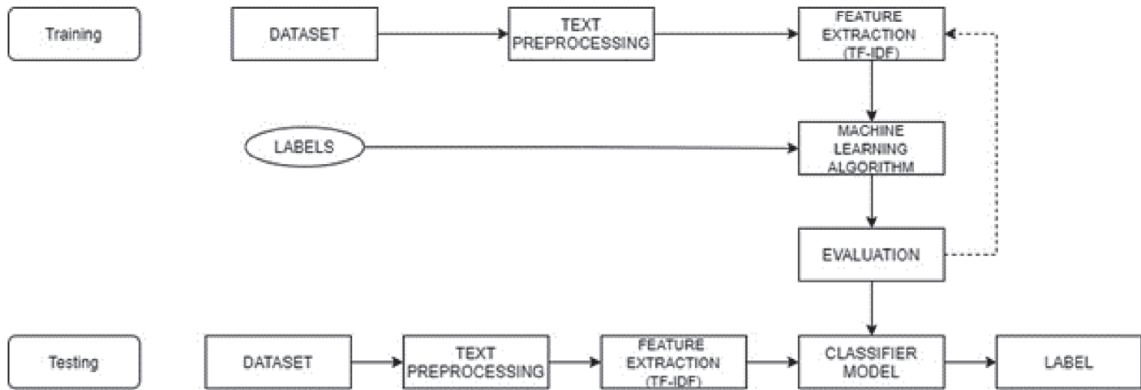 Training
DATASET
TEXT
PREPROCESSING
FEATURE
EXTRACTION
(TF-IDF)
LABELS
MACHINE
LEARNING
ALGORITHM
EVALUATION
Testing
DATASET
TEXT
PREPROCESSING
FEATURE
EXTRACTION
(TF-IDF)
CLASSIFIER
MODEL
LABEL